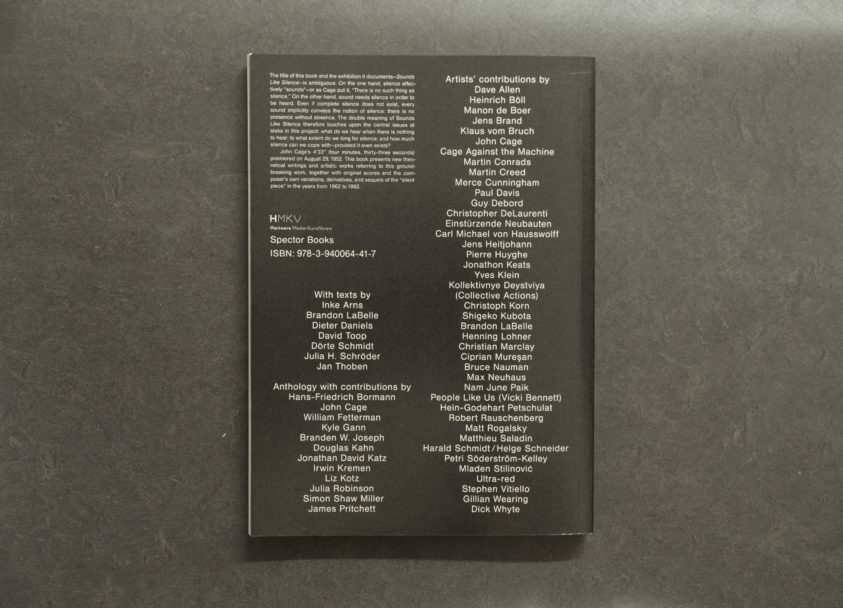 The title of this book and the exhibition it documents—Sounds
Like Silence—is ambiguous. On the one hand, silence effec-
tively "sounds"—or as Cage put it, "There is no such thing as
silence." On the other hand, sound needs silence in order to
be heard. Even if complete silence does not exist, every
sound implicitly conveys the notion of silence: there is no
presence without absence. The double meaning of Sounds
Like Silence therefore touches upon the central issues at
stake in this project: what do we hear when there is nothing
to hear; to what extent do we long for silence; and how much
silence can we cope with—provided it even exists?
John Cage's 4'33" (four minutes, thirty-three seconds)
premiered on August 29, 1952. This book presents new theo-
retical writings and artistic works referring to this ground-
breaking work, together with original scores and the com-
poser's own variations, derivatives, and sequels of the "silent
piece" in the years from 1962 to 1992.
HMKV
Hartware MedienKunstVerein
Spector Books
ISBN: 978-3-940064-41-7
With texts by
Inke Arns
Brandon LaBelle
Dieter Daniels
David Toop
Dörte Schmidt
Julia H. Schröder
Jan Thoben
Anthology with contributions by
Hans-Friedrich Bormann
John Cage
William Fetterman
Kyle Gann
Branden W. Joseph
Douglas Kahn
Jonathan David Katz
Irwin Kremen
Liz Kotz
Julia Robinson
Simon Shaw Miller
James Pritchett
Artists' contributions by
Dave Allen
Heinrich Böll
Manon de Boer
Jens Brand
Klaus vom Bruch
John Cage
Cage Against the Machine
Martin Conrads
Martin Creed
Merce Cunningham
Paul Davis
Guy Debord
Christopher DeLaurenti
Einstürzende Neubauten
Carl Michael von Hausswolff
Jens Heitjohann
Pierre Huyghe
Jonathon Keats
Yves Klein
Kollektivnye Deystviya
(Collective Actions)
Christoph Korn
Shigeko Kubota
Brandon LaBelle
Henning Lohner
Christian Marclay
Ciprian Mureşan
Bruce Nauman
Max Neuhaus
Nam June Paik
People Like Us (Vicki Bennett)
Hein-Godehart Petschulat
Robert Rauschenberg
Matt Rogalsky
Matthieu Saladin
Harald Schmidt / Helge Schneider
Petri Söderström-Kelley
Mladen Stilinović
Ultra-red
Stephen Vitiello
Gillian Wearing
Dick Whyte